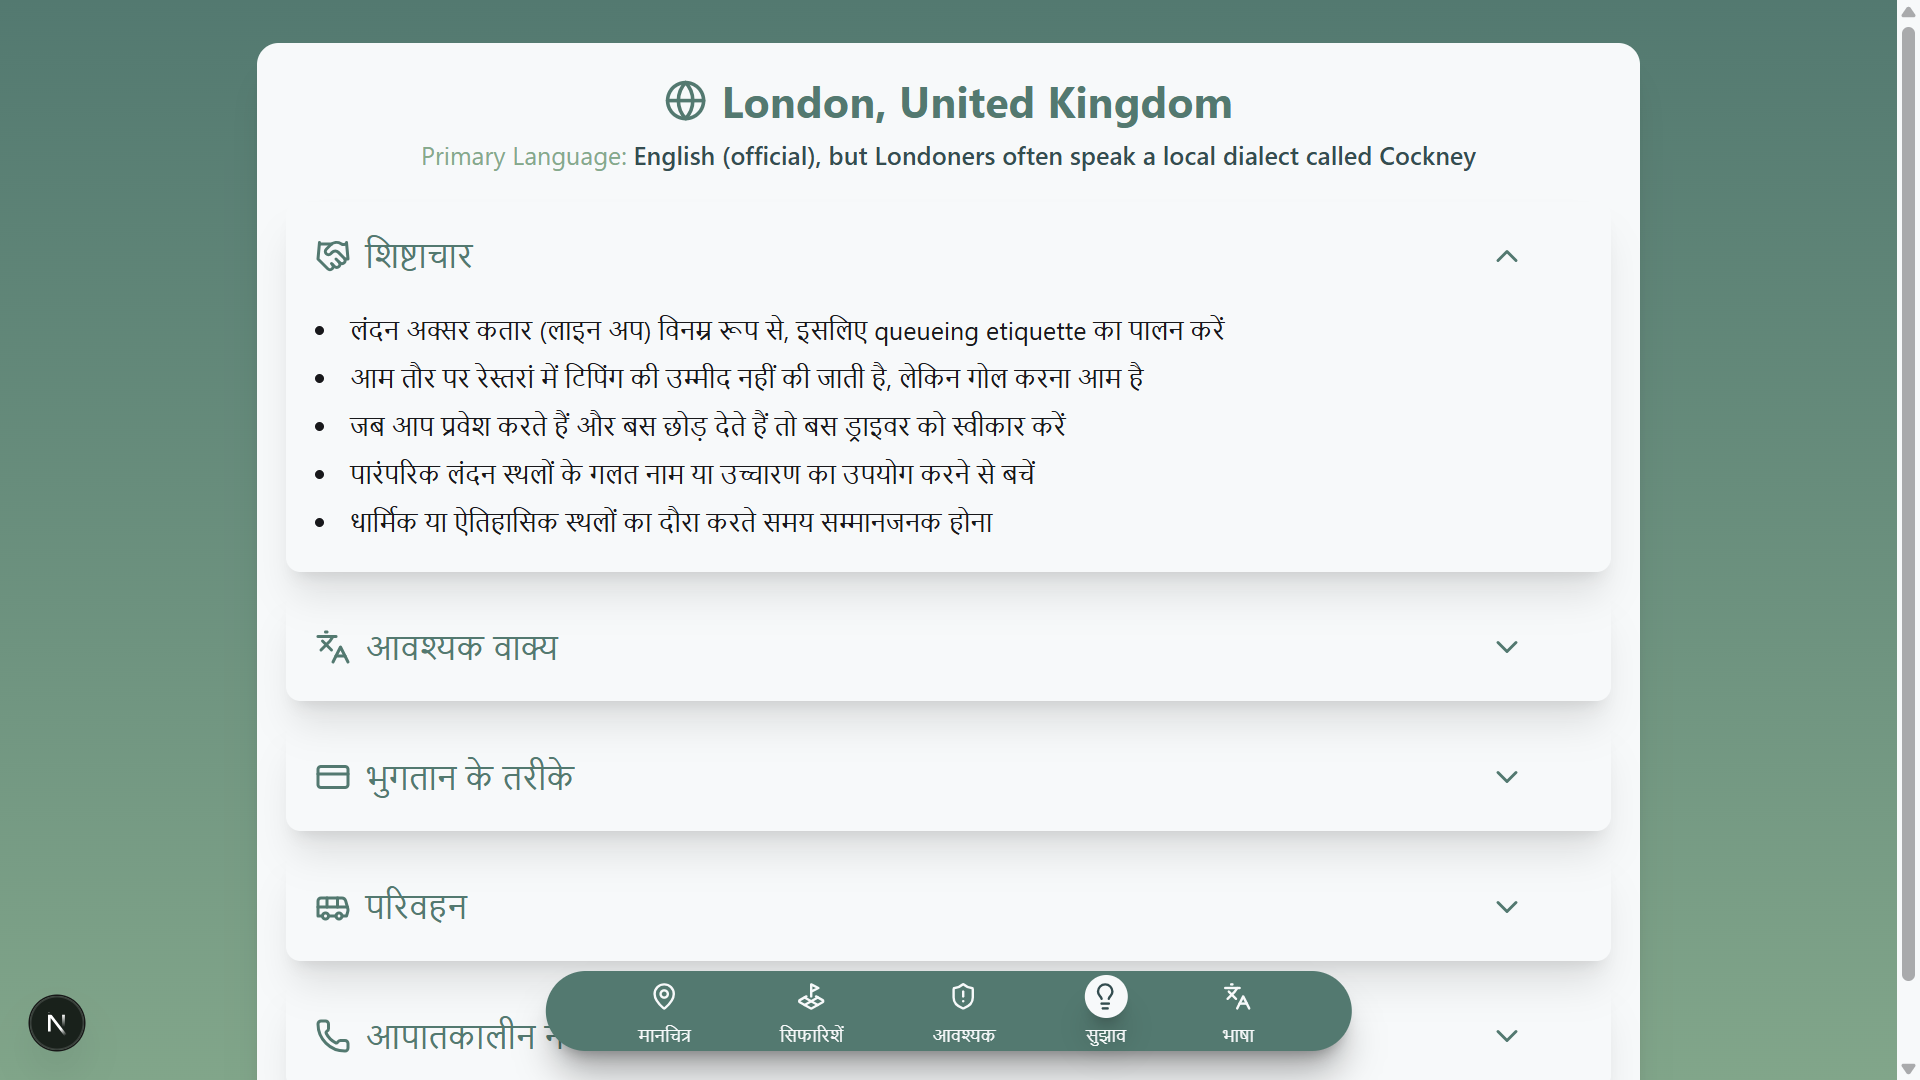 London, United Kingdom
Primary Language: English (official), but Londoners often speak a local dialect called Cockney
शिष्टाचार
लंदन अक्सर कतार (लाइन अप) विनम्र रूप से, इसलिए queueing etiquette का पालन करें
आम तौर पर रेस्तरां में टिपिंग की उम्मीद नहीं की जाती है, लेकिन गोल करना आम है
जब आप प्रवेश करते हैं और बस छोड़ देते हैं तो बस ड्राइवर को स्वीकार करें
पारंपरिक लंदन स्थलों के गलत नाम या उच्चारण का उपयोग करने से बचें
धार्मिक या ऐतिहासिक स्थलों का दौरा करते समय सम्मानजनक होना
आवश्यक वाक्य
भुगतान के तरीके
परिवहन
आपातकालीन
मानचित्र
सिफारिशें
आवश्यक
सुझाव
भाषा
N